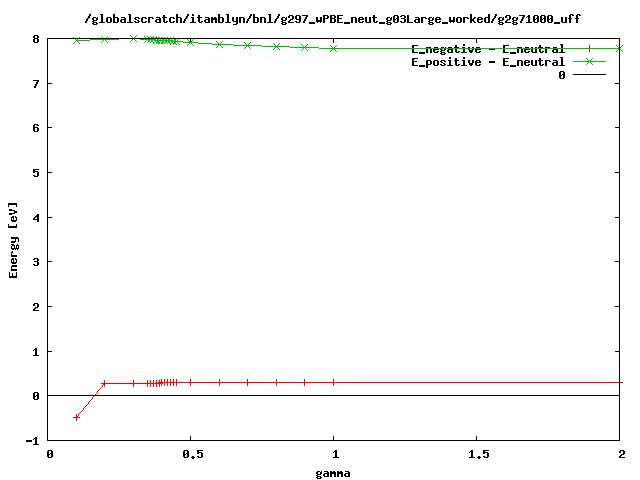 /globalscratch/itamblyn/bnl/g297_wPBE_neut_g03Large_worked/g2g71000_uff
8
7
6
5
4
3
2
1
0
-1
Energy [eV]
E_negative - E_neutral
E_positive - E_neutral
0
0 0.5 1 1.5 2
gamma